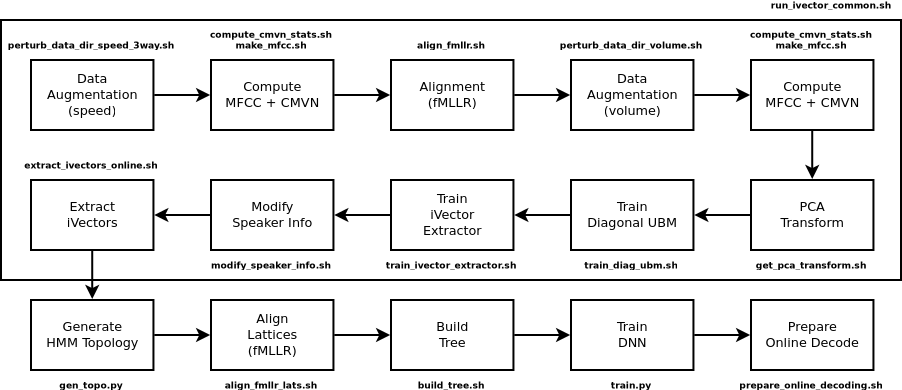 run_ivector_common.sh
perturb_data_dir_speed_3way.sh
compute_cmvn_stats.sh
make_mfcc.sh
align_fmllr.sh
perturb_data_dir_volume.sh
compute_cmvn_stats.sh
make_mfcc.sh
Data
Augmentation
(speed)
Compute
MFCC + CMVN
Alignment
(fMLLR)
Data
Augmentation
(volume)
Compute
MFCC + CMVN
extract_ivectors_online.sh
Extract
iVectors
Modify
Speaker Info
Train
iVector
Extractor
Train
Diagonal UBM
PCA
Transform
modify_speaker_info.sh
train_ivector_extractor.sh
train_diag_ubm.sh
get_pca_transform.sh
Generate
HMM Topology
Align
Lattices
(fMLLR)
Build
Tree
Train
DNN
Prepare
Online Decode
gen_topo.py
align_fmllr_lats.sh
build_tree.sh
train.py
prepare_online_decoding.sh